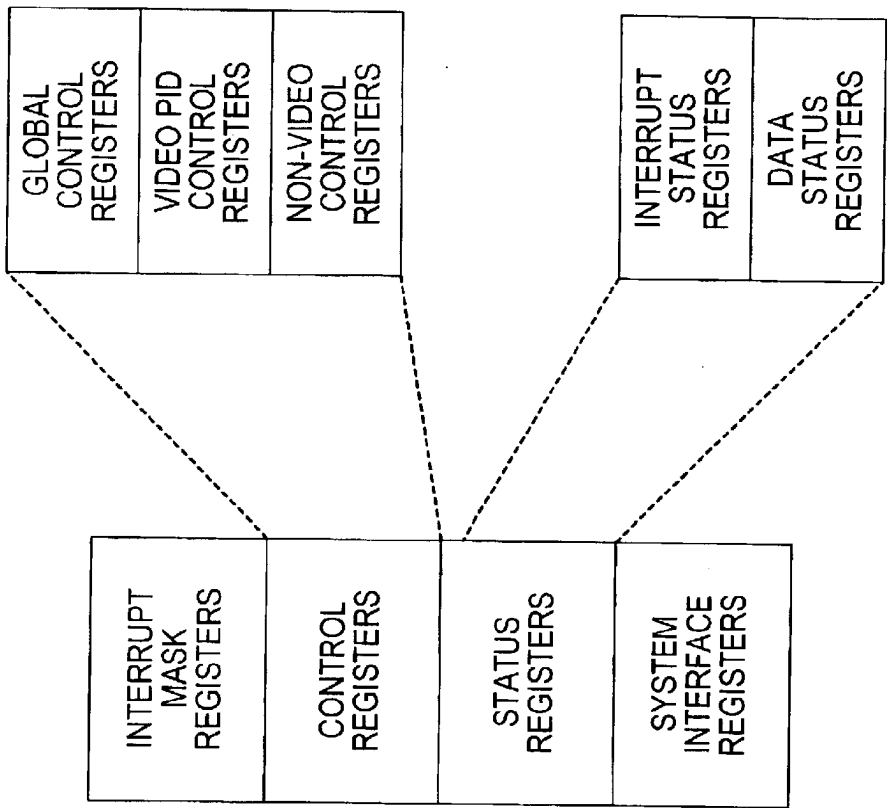 INTERRUPT
MASK
REGISTERS
CONTROL
REGISTERS
STATUS
REGISTERS
SYSTEM
INTERFACE
REGISTERS
GLOBAL
CONTROL
REGISTERS
VIDEO PID
CONTROL
REGISTERS
NON-VIDEO
CONTROL
REGISTERS
INTERRUPT
STATUS
REGISTERS
DATA
STATUS
REGISTERS